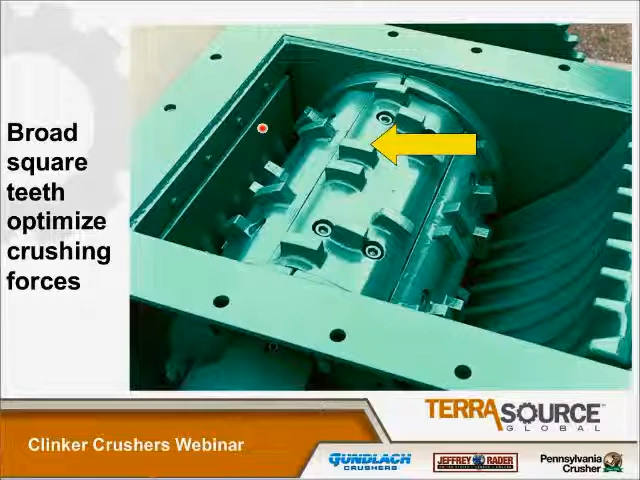 Broad
square
teeth
optimize
crushing
forces
TERRASOURCE
GLOBAL
Clinker Crushers Webinar
GUNDLACH
CRUSHERS
JEFFREY RADER
Pennsylvania
Crusher